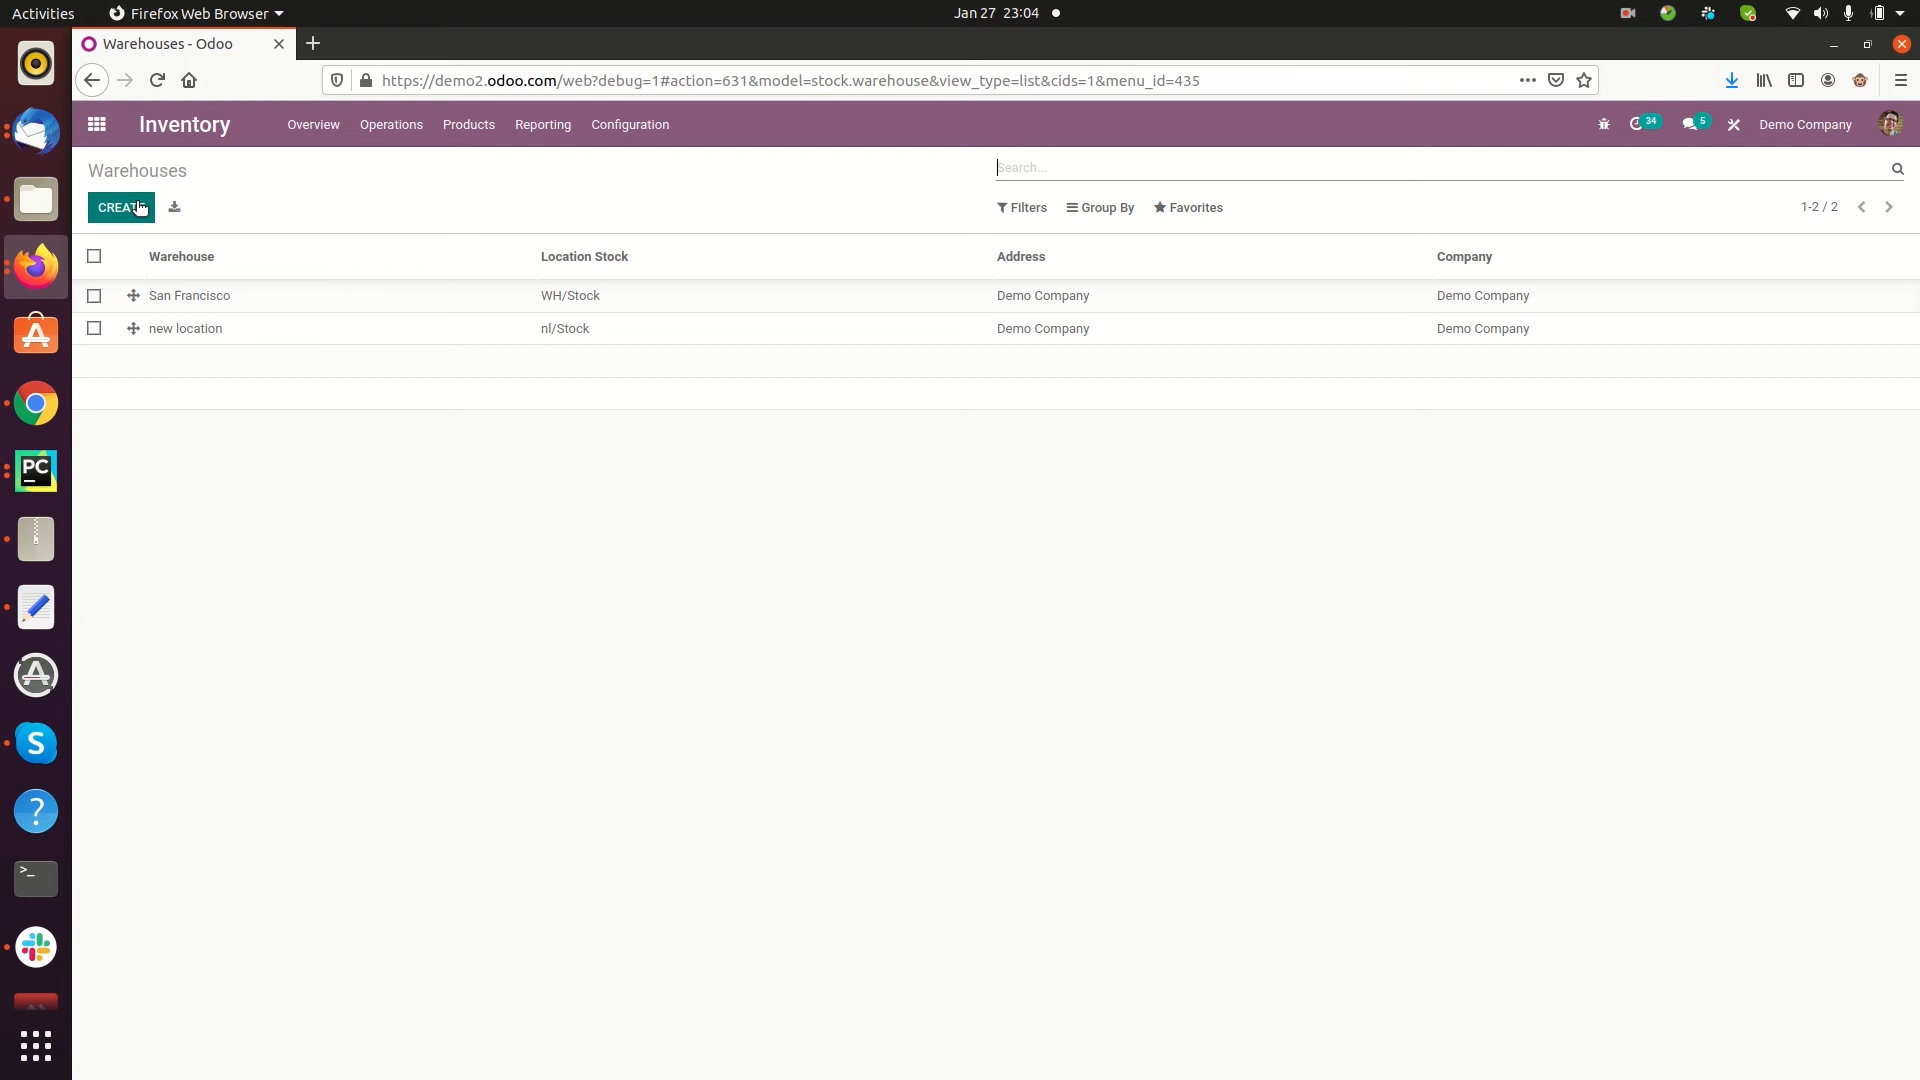 Activities
Firefox Web Browser
Jan 27 23:04
Warehouses - Odoo
https://demo2.odoo.com/web?debug=1#action=631&model=stock.warehouse&view_type=list&cids=1&menu_id=435
Inventory
Overview
Operations
Products
Reporting
Configuration
34
5
Demo Company
Warehouses
Search...
CREATE
Filters
Group By
Favorites
1-2 / 2
Warehouse
Location Stock
Address
Company
San Francisco
WH/Stock
Demo Company
Demo Company
new location
nl/Stock
Demo Company
Demo Company
PC
S
?
>_